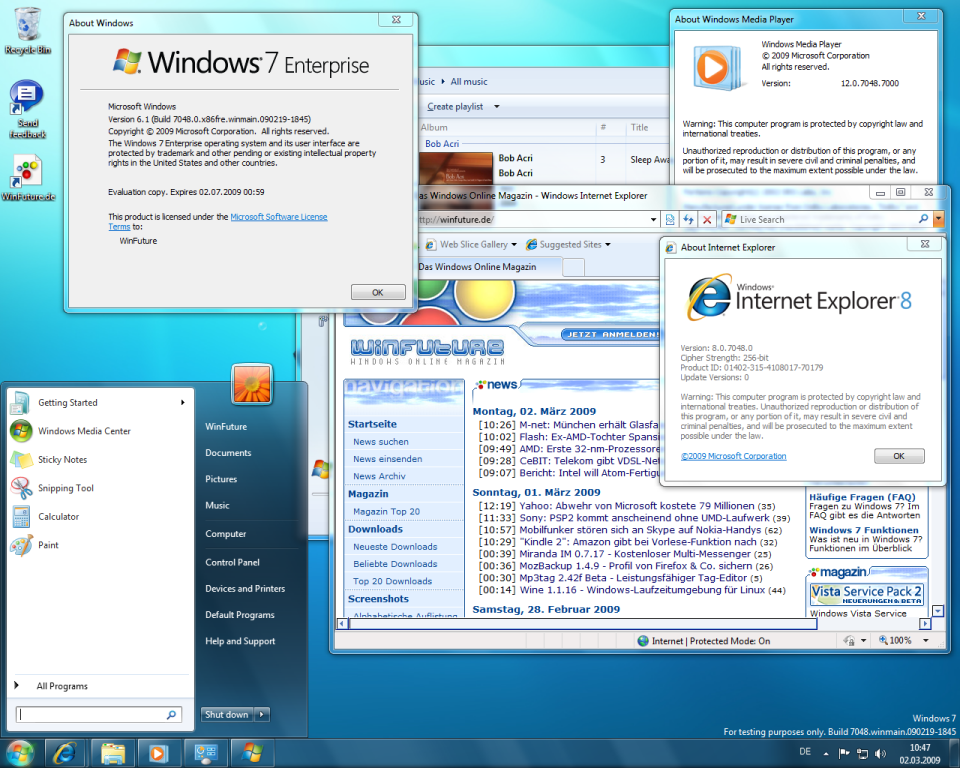 Recycle Bin
Send feedback
WinFuture.de
About Windows
Windows® 7 Enterprise
Microsoft Windows
Version 6.1 (Build 7048.0.x86fre.winmain.090219-1845)
Copyright © 2009 Microsoft Corporation. All rights reserved.
The Windows 7 Enterprise operating system and its user interface are
protected by trademark and other pending or existing intellectual property
rights in the United States and other countries.
Evaluation copy. Expires 02.07.2009 00:59
This product is licensed under the Microsoft Software License
Terms to:
WinFuture
OK
usic ▸ All music
Create playlist
Album # Title
Bob Acri
Bob Acri 3 Sleep Awa
Bob Acri
About Windows Media Player
Windows Media Player
© 2009 Microsoft Corporation
All rights reserved.
Version: 12.0.7048.7000
Warning: This computer program is protected by copyright law and
international treaties.
Unauthorized reproduction or distribution of this program, or any
portion of it, may result in severe civil and criminal penalties, and
will be prosecuted to the maximum extent possible under the law.
as Windows Online Magazin - Windows Internet Explorer
http://winfuture.de/
Live Search
Web Slice Gallery Suggested Sites
Das Windows Online Magazin
JETZT ANMELDEN!
WINFUTURE
WINDOWS ONLINE MAGAZIN
navigation
Startseite
News suchen
News einsenden
News Archiv
Magazin
Magazin Top 20
Downloads
Neueste Downloads
Beliebte Downloads
Top 20 Downloads
Screenshots
Alphabetische Auflistung
news
Montag, 02. März 2009
[10:26] M-net: München erhält Glasfa
[10:02] Flash: Ex-AMD-Tochter Spansi
[09:49] AMD: Erste 32-nm-Prozessore
[09:28] CeBIT: Telekom gibt VDSL-Net
[09:07] Bericht: Intel will Atom-Fertigu
Sonntag, 01. März 2009
[12:19] Yahoo: Abwehr von Microsoft kostete 79 Millionen (35)
[11:33] Sony: PSP2 kommt anscheinend ohne UMD-Laufwerk (39)
[10:57] Mobilfunker stören sich an Skype auf Nokia-Handys (62)
[10:29] "Kindle 2": Amazon gibt bei Vorlese-Funktion nach (32)
[00:39] Miranda IM 0.7.17 - Kostenloser Multi-Messenger (25)
[00:36] MozBackup 1.4.9 - Profil von Firefox & Co. sichern (26)
[00:30] Mp3tag 2.42f Beta - Leistungsfähiger Tag-Editor (5)
[00:14] Wine 1.1.16 - Windows-Laufzeitumgebung für Linux (44)
Samstag, 28. Februar 2009
Häufige Fragen (FAQ)
Fragen zu Windows 7? Im
FAQ gibt es die Antworten
Windows 7 Funktionen
Was ist neu in Windows 7?
Funktionen im Überblick
magazin
Vista Service Pack 2
NEUERUNGEN & BETA
Windows Vista Service
Internet | Protected Mode: On
100%
About Internet Explorer
Windows®
Internet Explorer 8
Version: 8.0.7048.0
Cipher Strength: 256-bit
Product ID: 01402-315-4108017-70179
Update Versions: 0
Warning: This computer program is protected by copyright law and
international treaties. Unauthorized reproduction or distribution of
this program, or any portion of it, may result in severe civil and
criminal penalties, and will be prosecuted to the maximum extent
possible under the law.
©2009 Microsoft Corporation
OK
Getting Started
Windows Media Center
Sticky Notes
Snipping Tool
Calculator
Paint
All Programs
WinFuture
Documents
Pictures
Music
Computer
Control Panel
Devices and Printers
Default Programs
Help and Support
Shut down
Windows 7
For testing purposes only. Build 7048.winmain.090219-1845
DE
10:47
02.03.2009